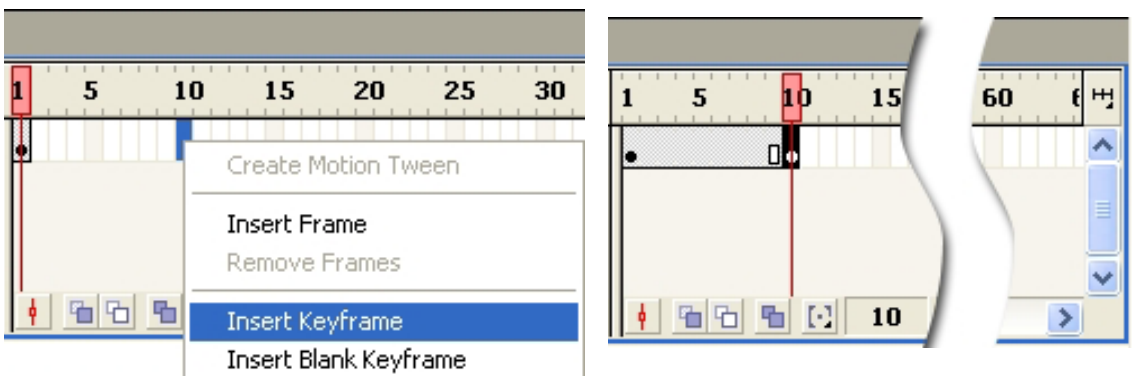 1 5 10 15 20 25 30
Create Motion Tween
Insert Frame
Remove Frames
Insert Keyframe
Insert Blank Keyframe
1 5 10 15 60
10